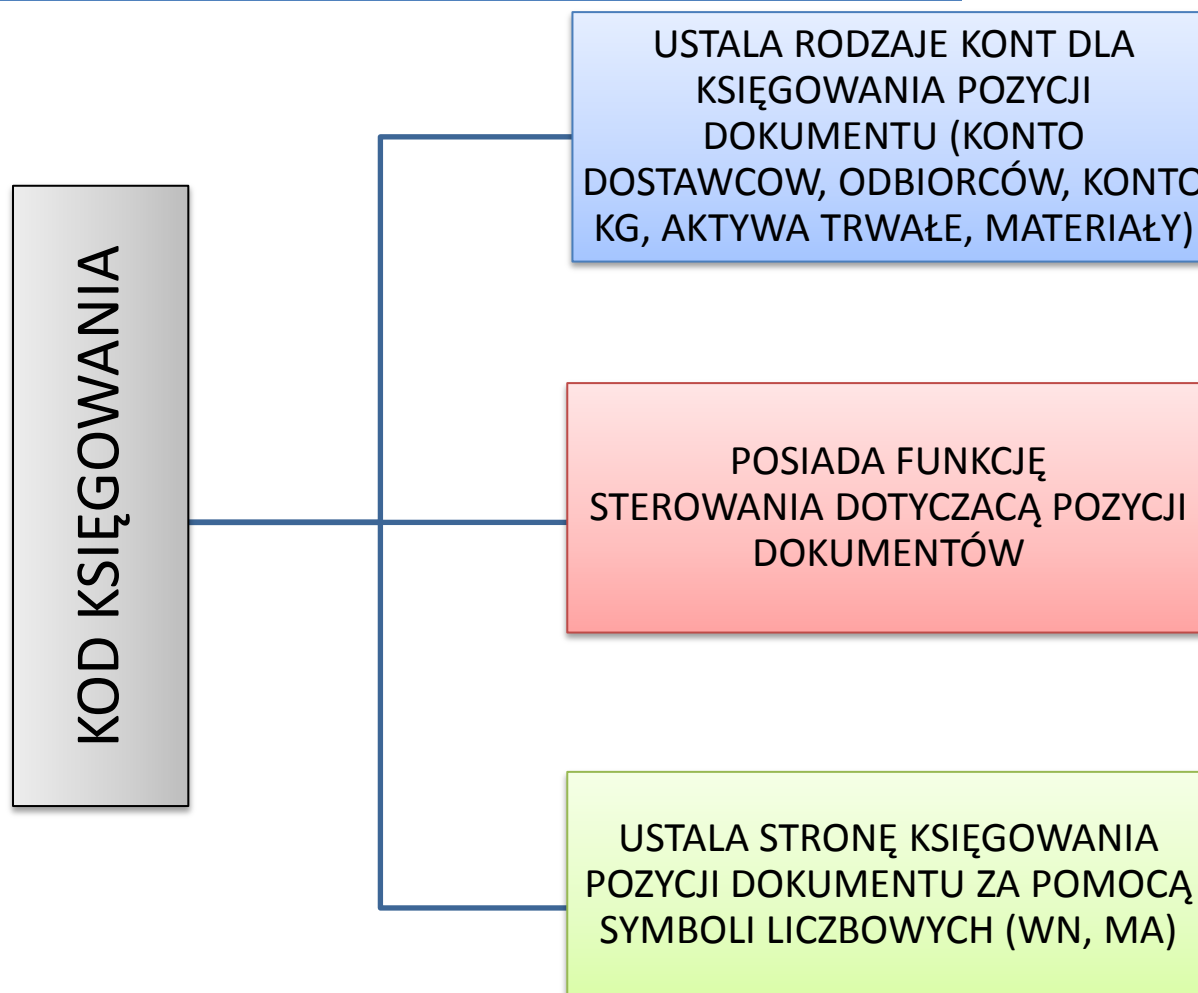 KOD KSIĘGOWANIA
USTALA RODZAJE KONT DLA
KSIĘGOWANIA POZYCJI
DOKUMENTU (KONTO
DOSTAWCOW, ODBIORCÓW, KONTO
KG, AKTYWA TRWAŁE, MATERIAŁY)
POSIADA FUNKCJĘ
STEROWANIA DOTYCZACĄ POZYCJI
DOKUMENTÓW
USTALA STRONĘ KSIĘGOWANIA
POZYCJI DOKUMENTU ZA POMOCĄ
SYMBOLI LICZBOWYCH (WN, MA)